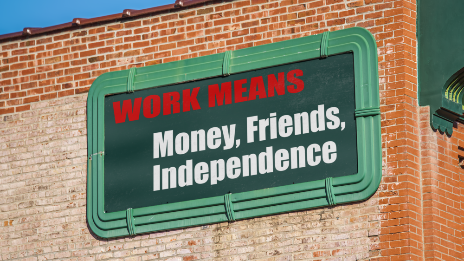 WORK MEANS
Money, Friends,
Independence